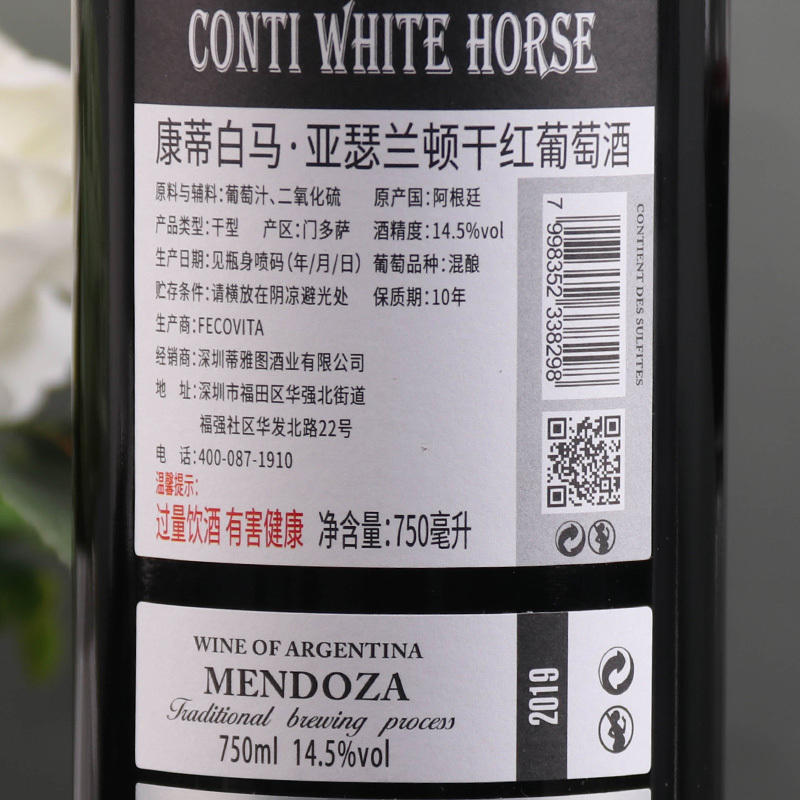 CONTI WHITE HORSE
康蒂白马·亚瑟兰顿干红葡萄酒
原料与辅料:葡萄汁、二氧化硫 原产国:阿根廷
产品类型:干型 产区:门多萨 酒精度:14.5%vol
生产日期:见瓶身喷码(年/月/日) 葡萄品种:混酿
贮存条件:请横放在阴凉避光处 保质期:10年
生产商:FECOVITA
经销商:深圳蒂雅图酒业有限公司
地 址:深圳市福田区华强北街道
福强社区华发北路22号
电 话:400-087-1910
温馨提示:
过量饮酒 有害健康 净含量:750毫升
7 998352 338298
CONTIENT DES SULFITES
WINE OF ARGENTINA
MENDOZA
Traditional brewing process
750ml 14.5%vol
2019